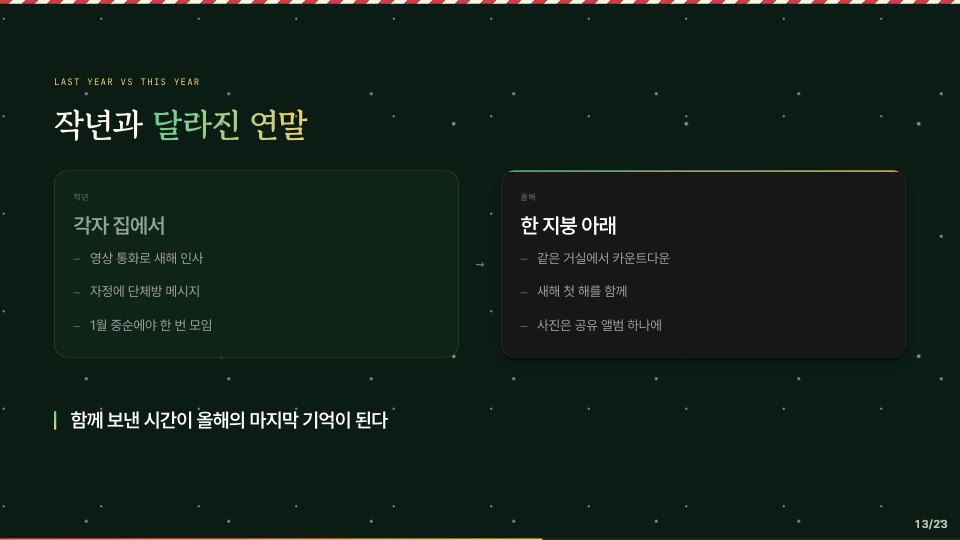 LAST YEAR VS THIS YEAR
작년과 달라진 연말
작년
각자 집에서
– 영상 통화로 새해 인사
– 자정에 단체방 메시지
– 1월 중순에야 한 번 모임
→
올해
한 지붕 아래
– 같은 거실에서 카운트다운
– 새해 첫 해를 함께
– 사진은 공유 앨범 하나에
함께 보낸 시간이 올해의 마지막 기억이 된다
13/23